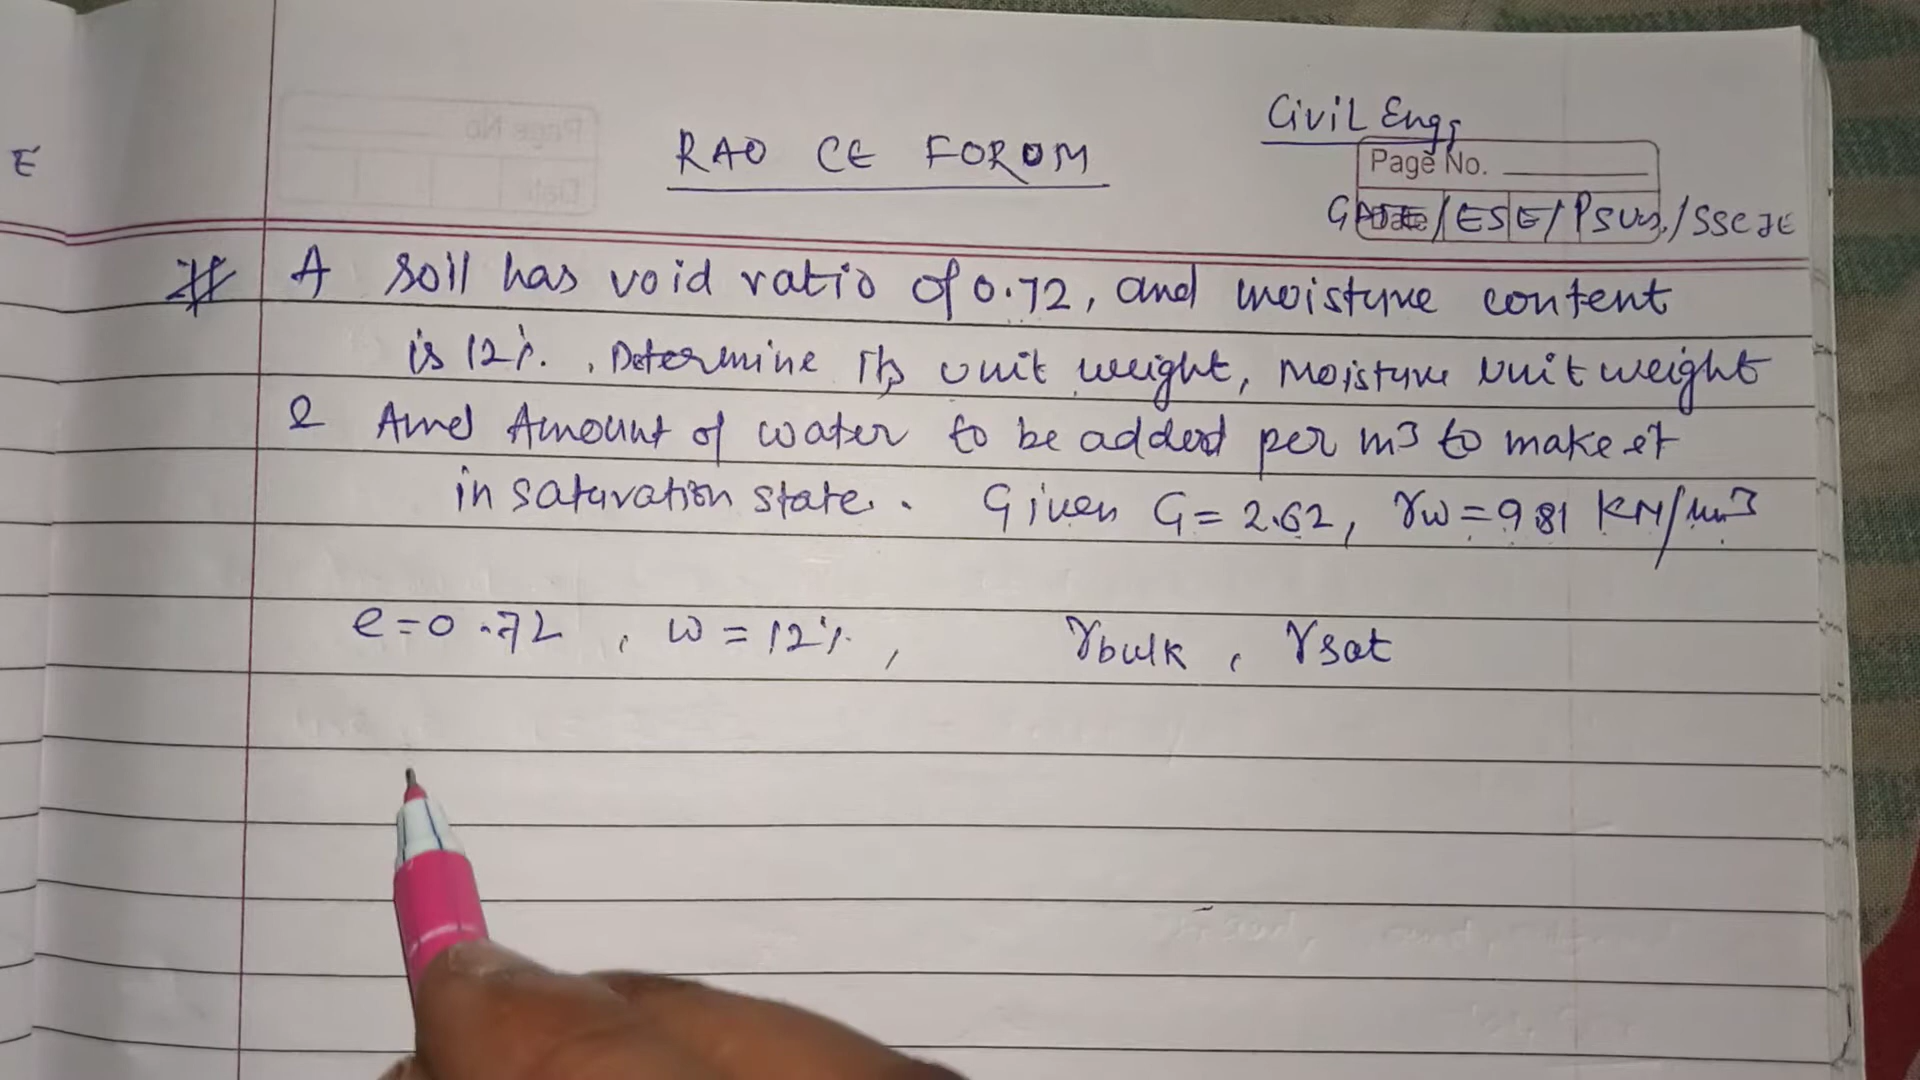 E
Civil Engg
RAO CE FOROM
Page No.
GATE/ESE/PSUs/SSCJE
# A soil has void ratio of 0.72, and moisture content
is 12%. Determine Its unit weight, Moisture Unit weight
& And Amount of water to be added per m3 to make it
in saturation state. Given G = 2.62, γw = 9.81 KN/m3
e = 0.72, w = 12%, γbulk, γsat